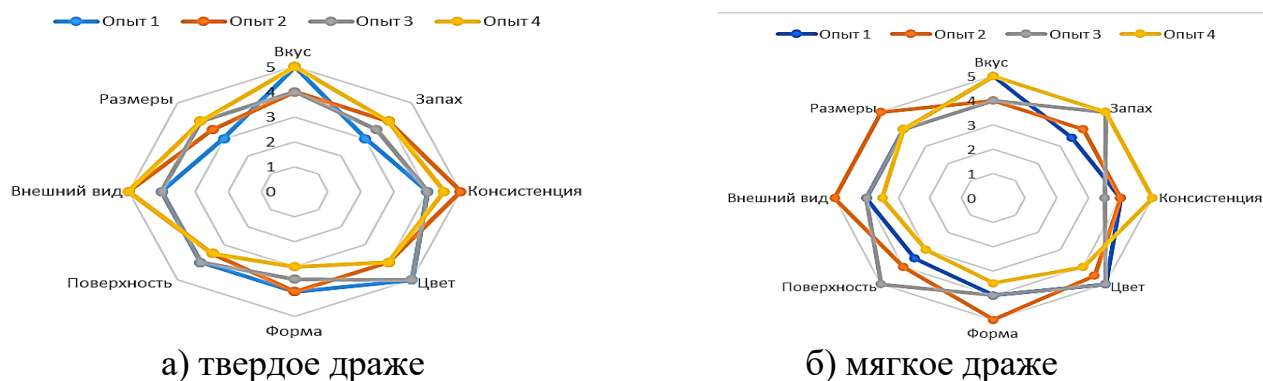 Опыт 1 Опыт 2 Опыт 3 Опыт 4
Вкус
5
Размеры
4
Запах
3
2
1
Внешний вид
0
Консистенция
Поверхность
Цвет
Форма
а) твердое драже
Опыт 1 Опыт 2 Опыт 3 Опыт 4
Вкус
5
Размеры
4
Запах
3
2
1
Внешний вид
0
Консистенция
Поверхность
Цвет
Форма
б) мягкое драже